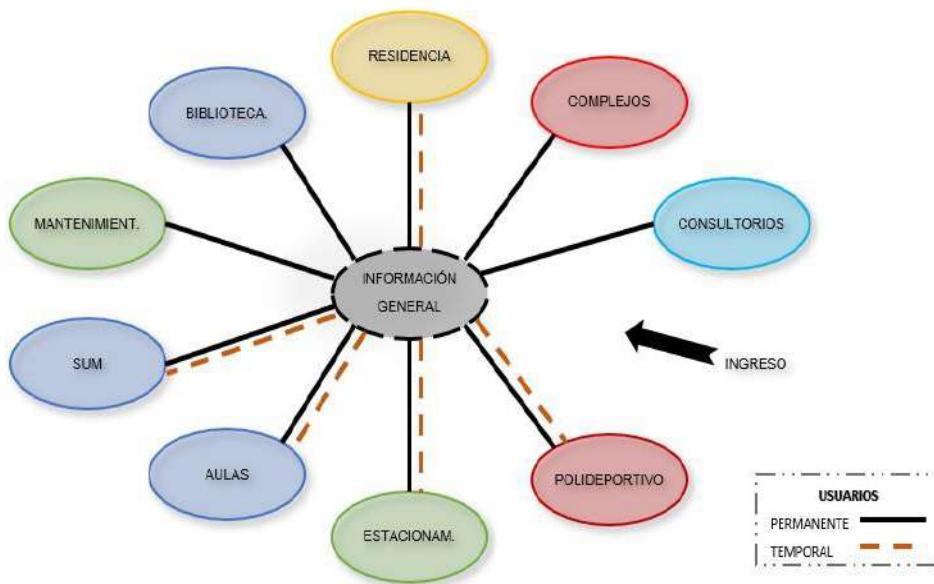 RESIDENCIA
COMPLEJOS
BIBLIOTECA.
MANTENIMIENT.
CONSULTORIOS
INFORMACIÓN
GENERAL
SUM
INGRESO
AULAS
POLIDEPORTIVO
ESTACIONAM.
USUARIOS
PERMANENTE
TEMPORAL